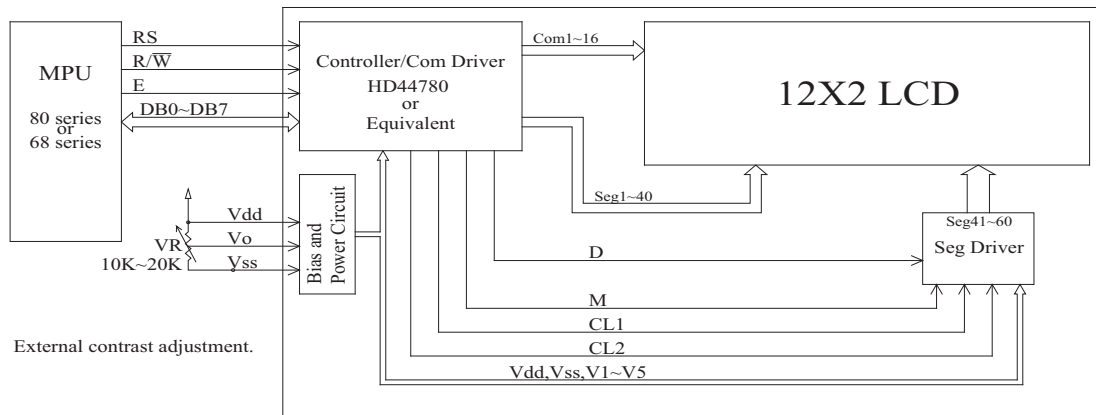 MPU
80 series
or
68 series
RS
R/W̅
E
DB0~DB7
Controller/Com Driver
HD44780
or
Equivalent
Com1~16
12X2 LCD
Seg1~40
Seg41~60
Seg Driver
Vdd
Vo
Vss
VR
10K~20K
Bias and
Power Circuit
D
M
CL1
CL2
Vdd,Vss,V1~V5
External contrast adjustment.